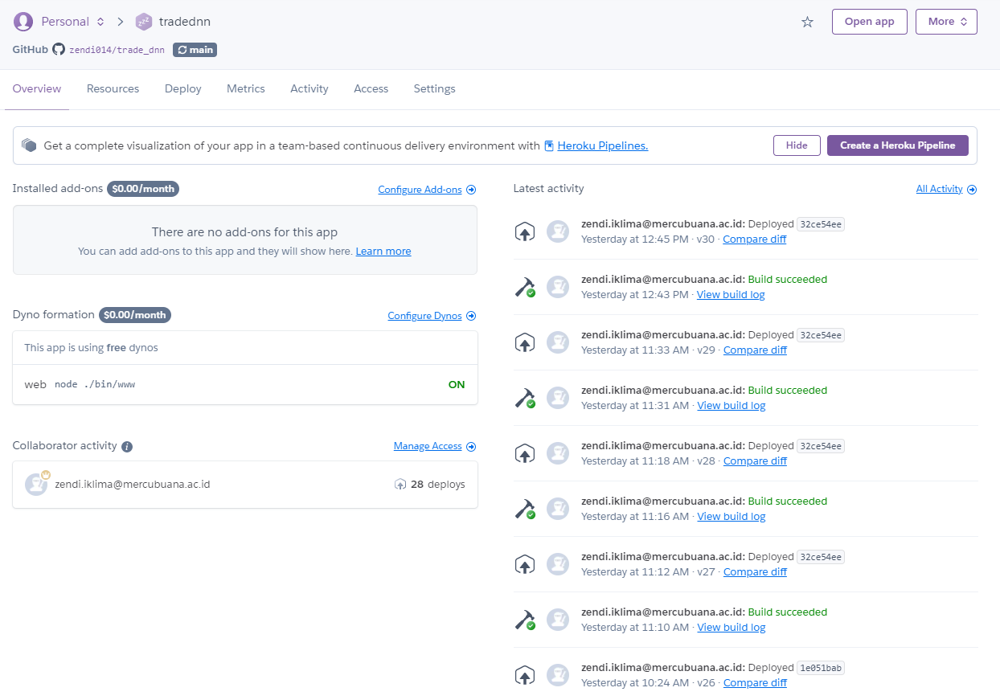 Personal tradednn
Open app More
GitHub zendi014/trade_dnn main
Overview Resources Deploy Metrics Activity Access Settings
Get a complete visualization of your app in a team-based continuous delivery environment with Heroku Pipelines. Hide Create a Heroku Pipeline
Installed add-ons $0.00/month Configure Add-ons
There are no add-ons for this app
You can add add-ons to this app and they will show here. Learn more
Dyno formation $0.00/month Configure Dynos
This app is using free dynos
web node ./bin/www ON
Collaborator activity i Manage Access
zendi.iklima@mercubuana.ac.id 28 deploys
Latest activity All Activity
zendi.iklima@mercubuana.ac.id: Deployed 32ce54ee
Yesterday at 12:45 PM · v30 · Compare diff
zendi.iklima@mercubuana.ac.id: Build succeeded
Yesterday at 12:43 PM · View build log
zendi.iklima@mercubuana.ac.id: Deployed 32ce54ee
Yesterday at 11:33 AM · v29 · Compare diff
zendi.iklima@mercubuana.ac.id: Build succeeded
Yesterday at 11:31 AM · View build log
zendi.iklima@mercubuana.ac.id: Deployed 32ce54ee
Yesterday at 11:18 AM · v28 · Compare diff
zendi.iklima@mercubuana.ac.id: Build succeeded
Yesterday at 11:16 AM · View build log
zendi.iklima@mercubuana.ac.id: Deployed 32ce54ee
Yesterday at 11:12 AM · v27 · Compare diff
zendi.iklima@mercubuana.ac.id: Build succeeded
Yesterday at 11:10 AM · View build log
zendi.iklima@mercubuana.ac.id: Deployed 1e051bab
Yesterday at 10:24 AM · v26 · Compare diff